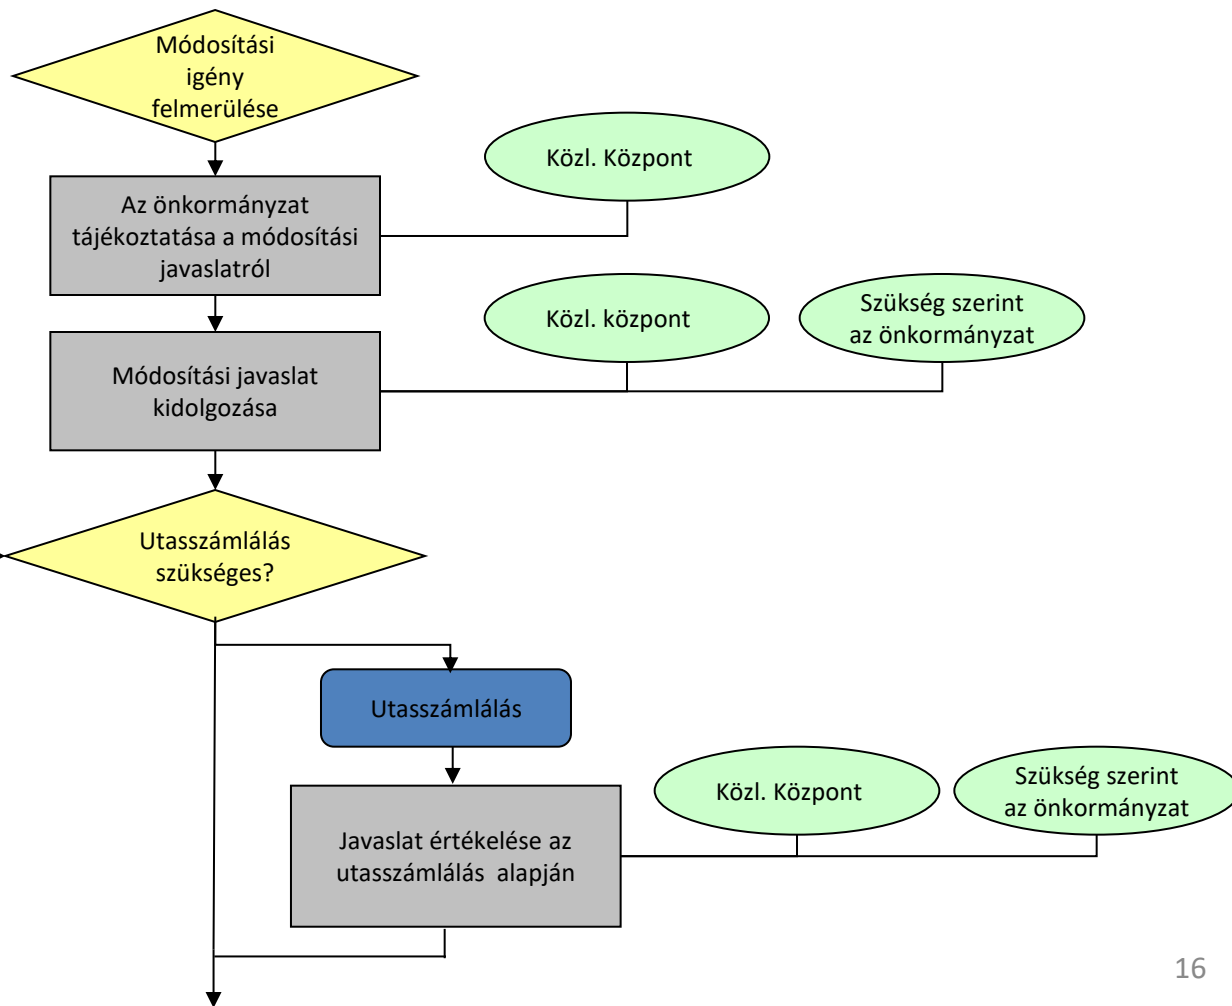 Módosítási
igény
felmerülése
Közl. Központ
Az önkormányzat
tájékoztatása a módosítási
javaslatról
Közl. központ
Szükség szerint
az önkormányzat
Módosítási javaslat
kidolgozása
Utasszámlálás
szükséges?
Utasszámlálás
Közl. Központ
Szükség szerint
az önkormányzat
Javaslat értékelése az
utasszámlálás alapján
16